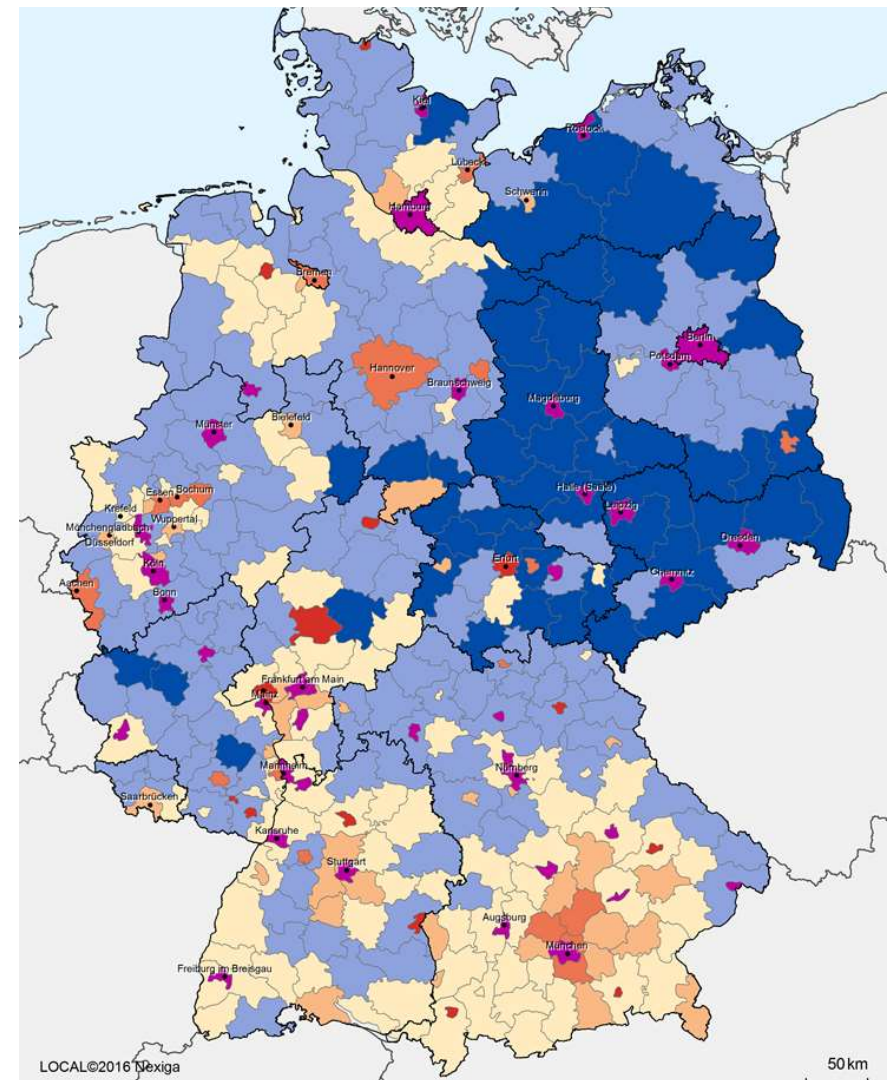 Kiel
Rostock
Lübeck
Schwerin
Hamburg
Bremen
Berlin
Potsdam
Hannover
Braunschweig
Magdeburg
Bielefeld
Münster
Essen
Bochum
Krefeld
Mönchengladbach
Wuppertal
Düsseldorf
Halle (Saale)
Leipzig
Dresden
Köln
Erfurt
Chemnitz
Aachen
Bonn
Frankfurt am Main
Mainz
Mannheim
Nürnberg
Saarbrücken
Karlsruhe
Stuttgart
Augsburg
München
Freiburg im Breisgau
LOCAL©2016 Nexiga
50 km